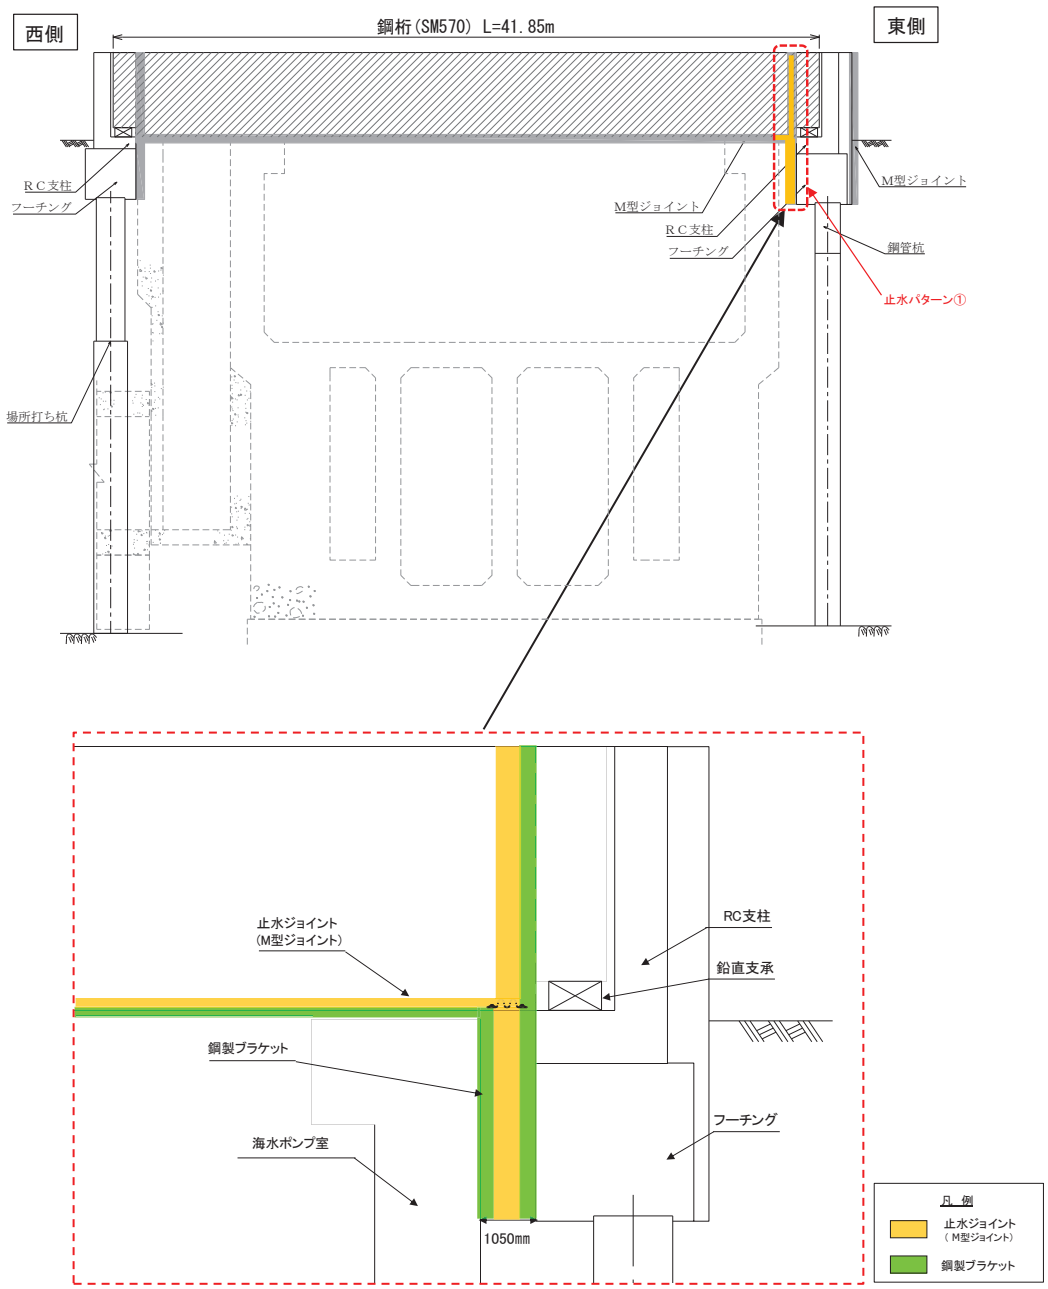 西側
鋼桁(SM570) L=41.85m
東側
RC支柱
フーチング
M型ジョイント
RC支柱
フーチング
M型ジョイント
鋼管杭
止水パターン①
場所打ち杭
止水ジョイント
(M型ジョイント)
RC支柱
鉛直支承
鋼製ブラケット
フーチング
海水ポンプ室
1050mm
凡 例
止水ジョイント
( M型ジョイント)
鋼製ブラケット